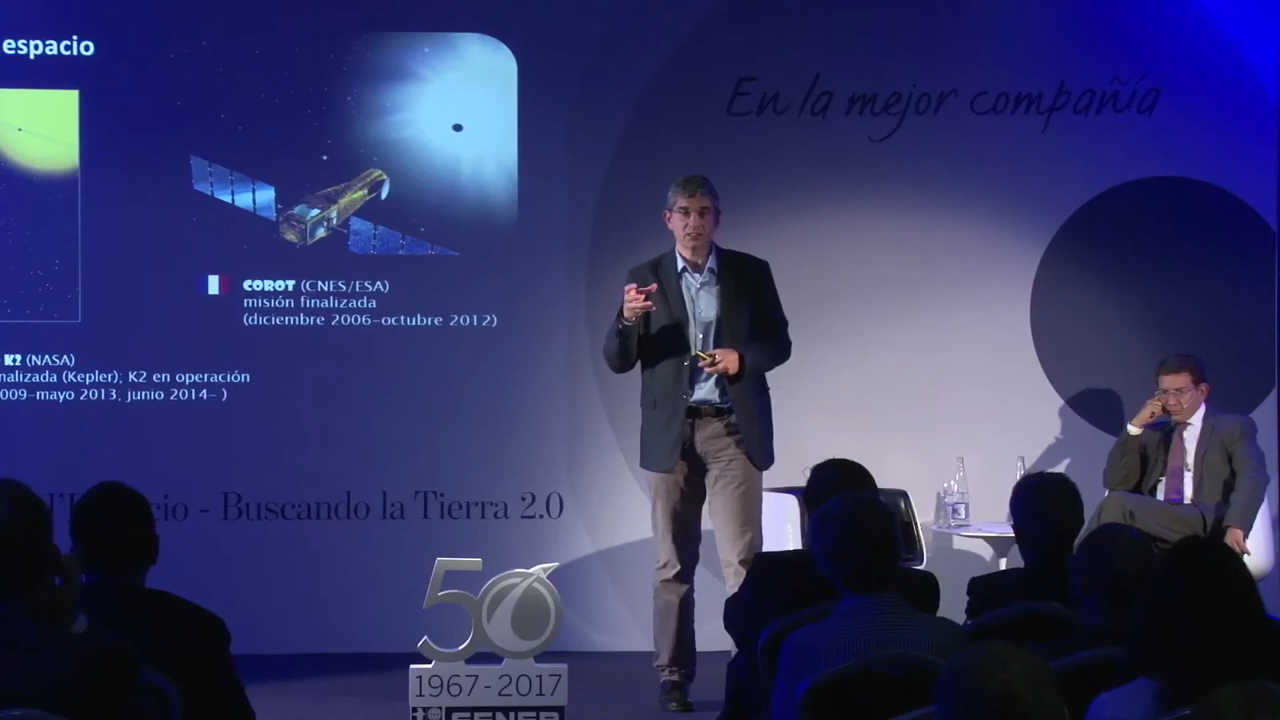 espacio
En la mejor compañía
COROT (CNES/ESA)
misión finalizada
(diciembre 2006-octubre 2012)
K2 (NASA)
nalizada (Kepler); K2 en operación
009-mayo 2013, junio 2014- )
- Buscando la Tierra 2.0
50
1967-2017
SENER